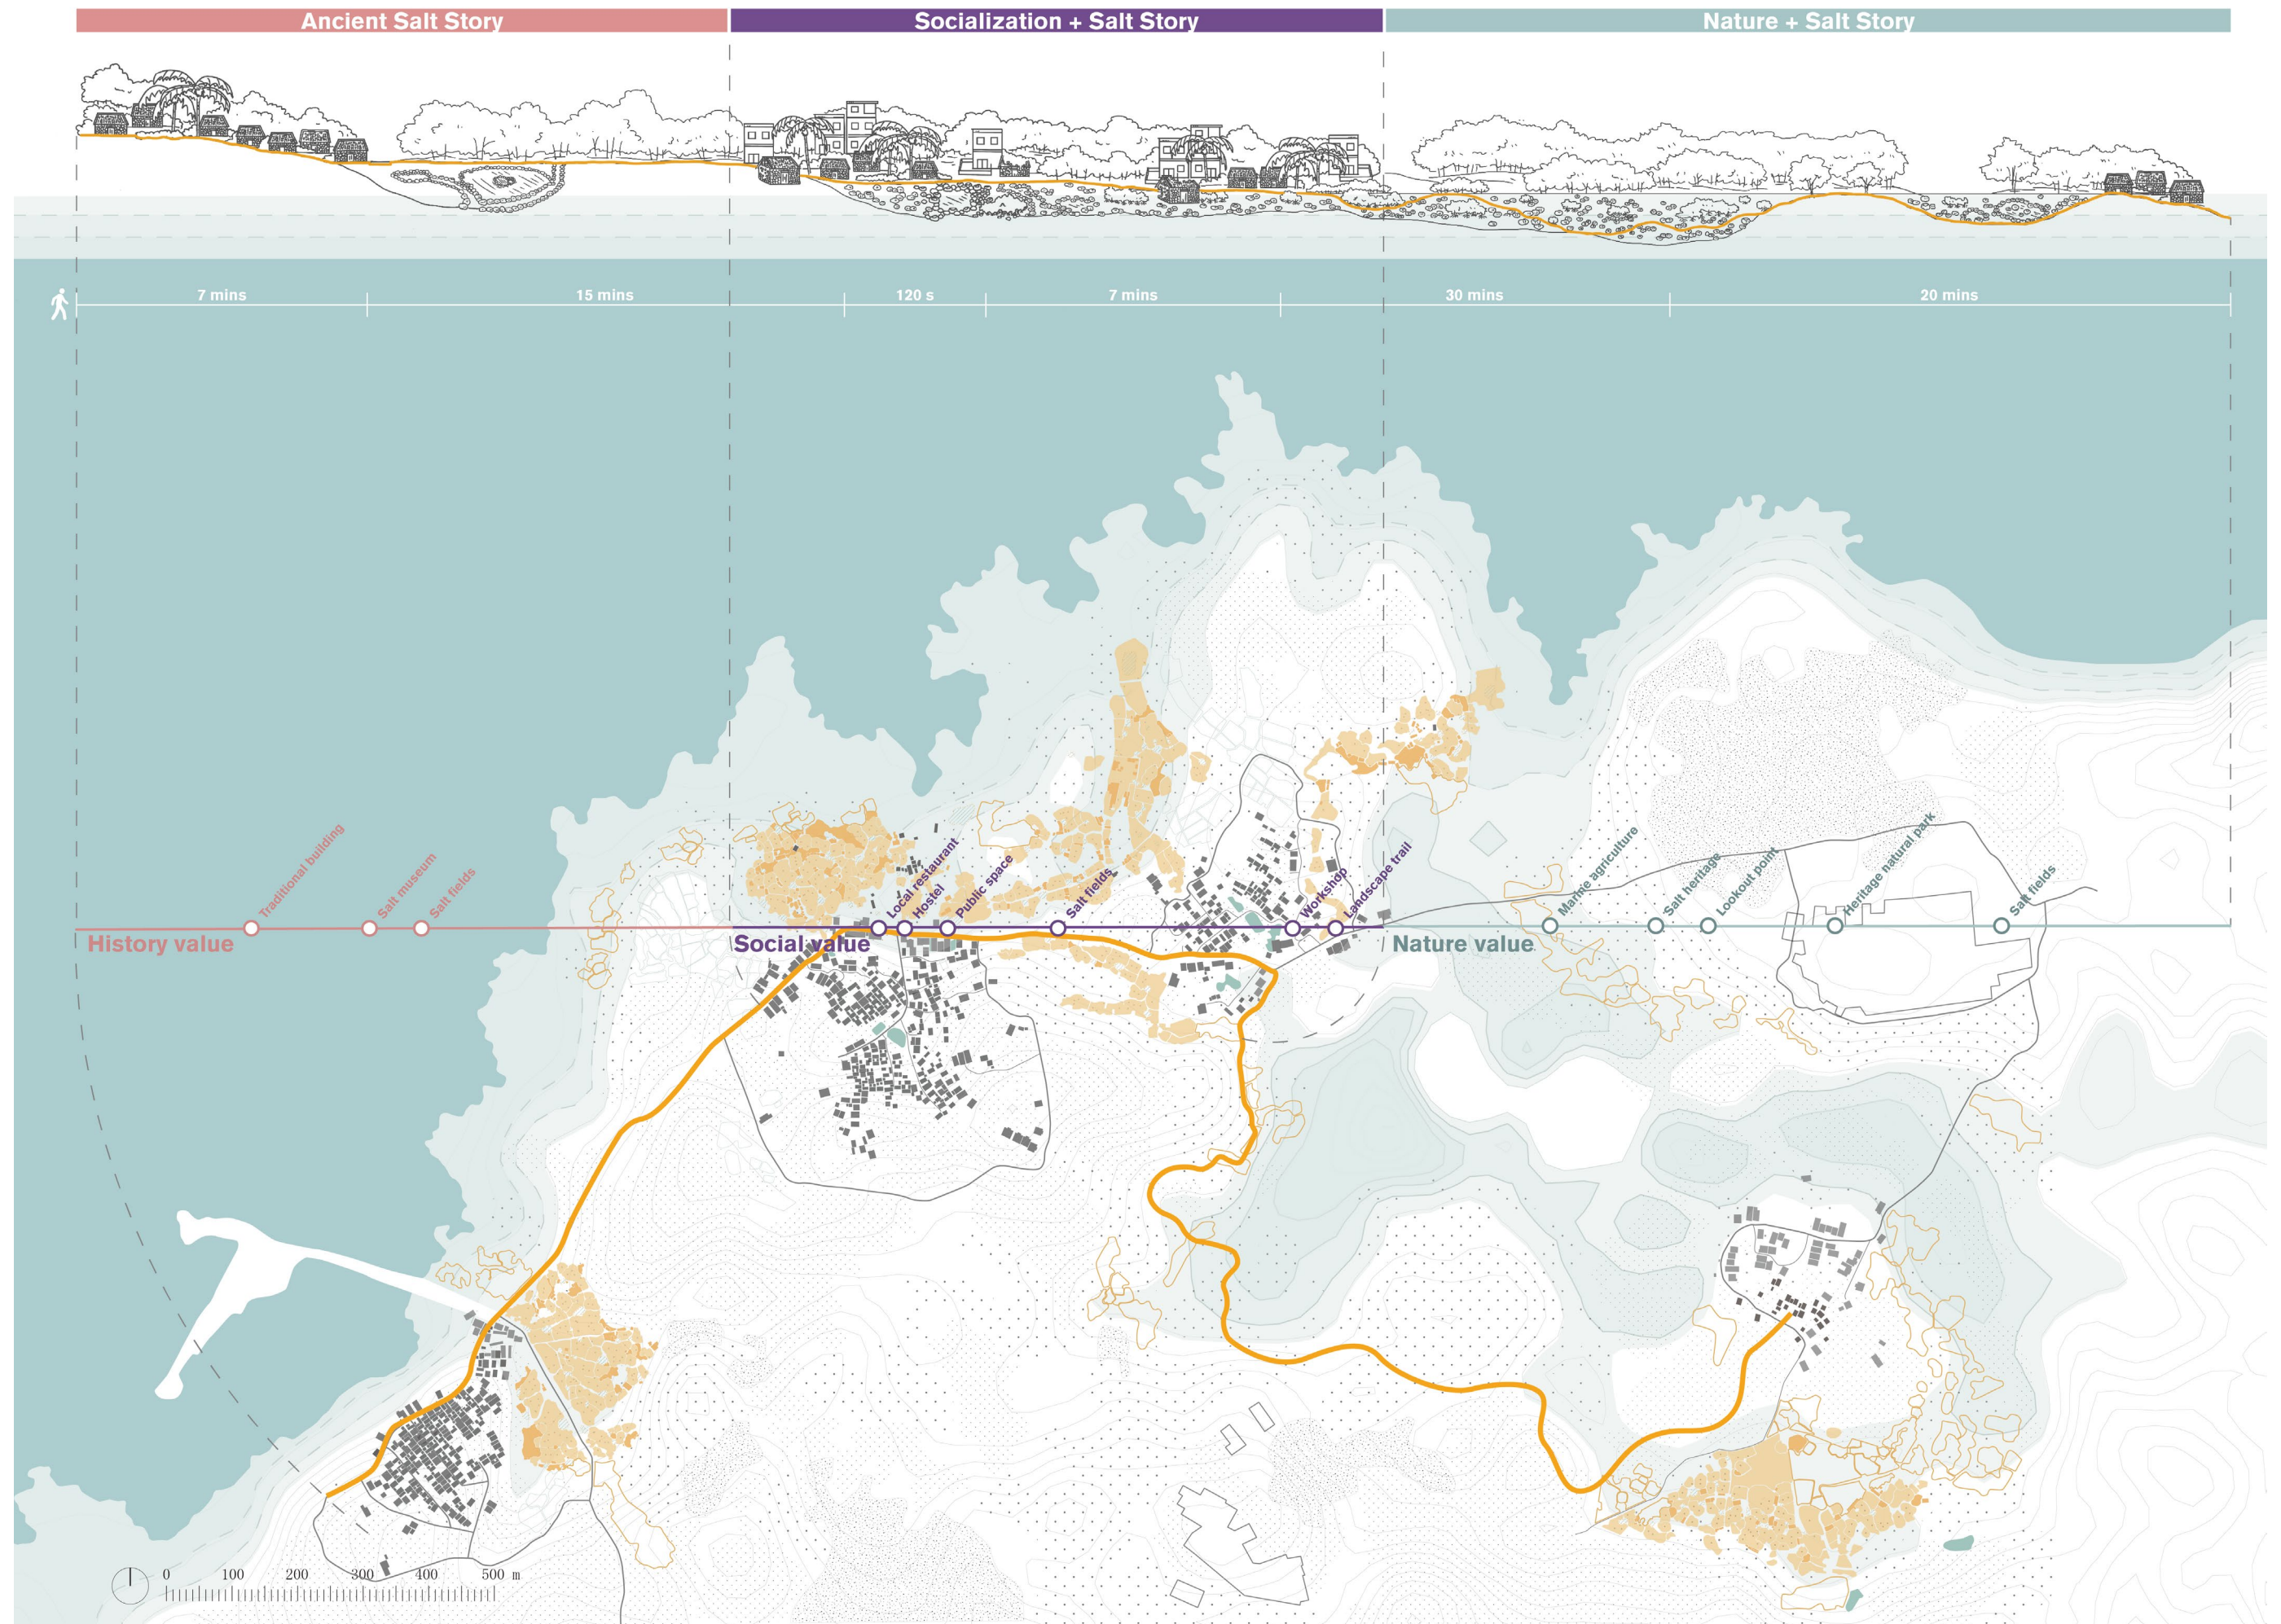 Ancient Salt Story
Socialization + Salt Story
Nature + Salt Story
7 mins
15 mins
120 s
7 mins
30 mins
20 mins
Traditional building
Salt museum
Salt fields
Local restaurant
Hostel
Public space
Salt fields
Workshop
Landscape trail
Marine agriculture
Salt heritage
Lookout point
Heritage natural park
Salt fields
History value
Social value
Nature value
0 100 200 300 400 500 m